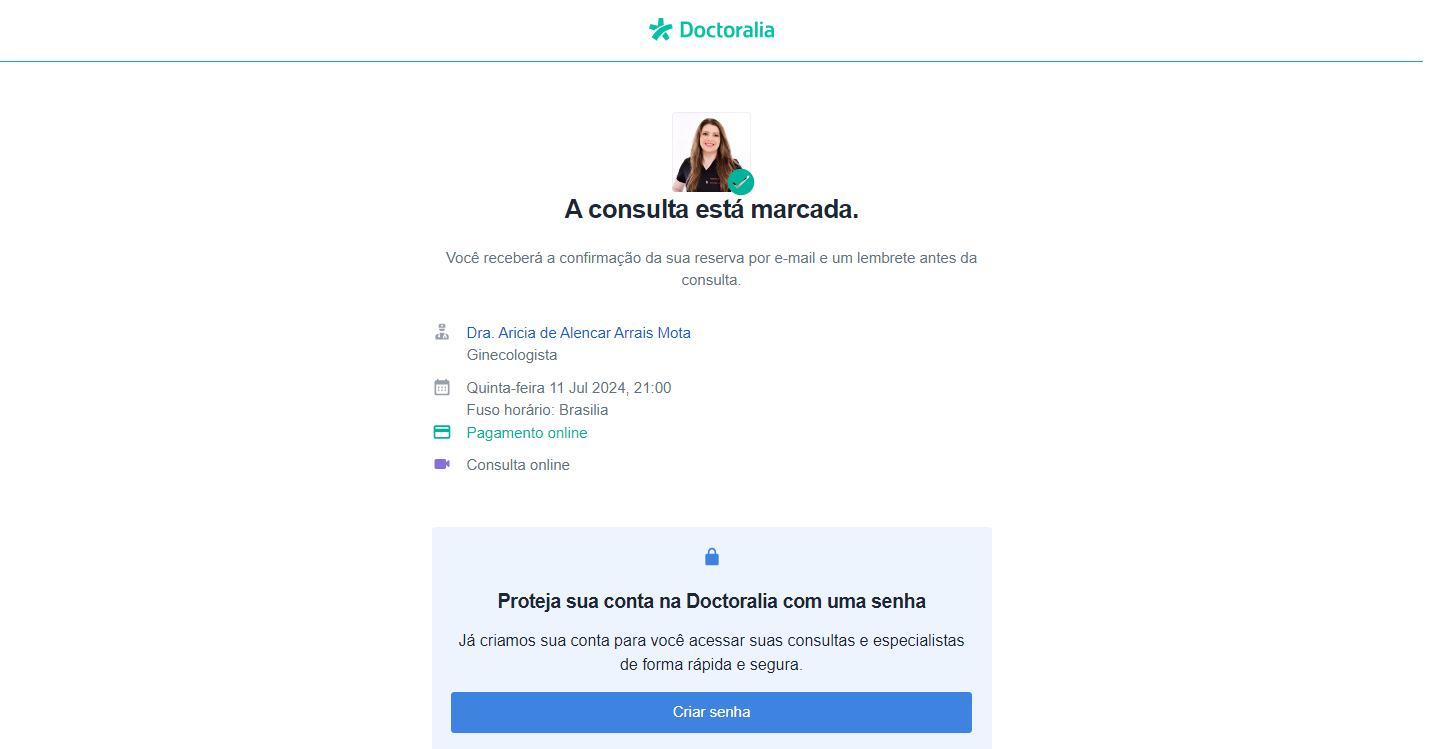 Doctoralia
A consulta está marcada.
Você receberá a confirmação da sua reserva por e-mail e um lembrete antes da
consulta.
Dra. Aricia de Alencar Arrais Mota
Ginecologista
Quinta-feira 11 Jul 2024, 21:00
Fuso horário: Brasilia
Pagamento online
Consulta online
Proteja sua conta na Doctoralia com uma senha
Já criamos sua conta para você acessar suas consultas e especialistas
de forma rápida e segura.
Criar senha